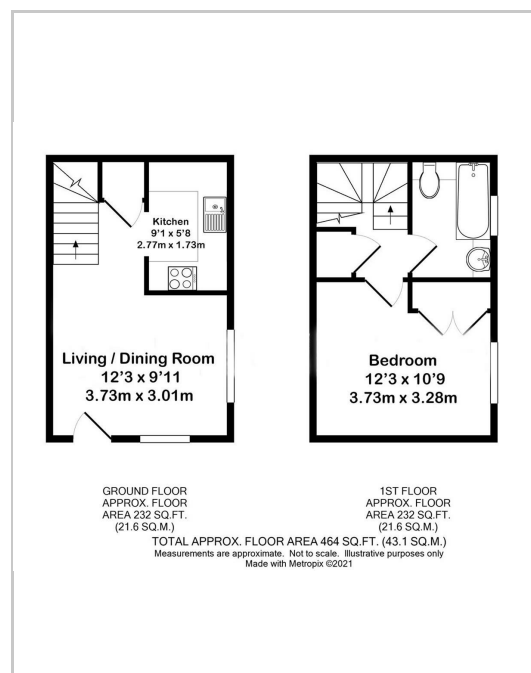 Kitchen
9'1 x 5'8
2.77m x 1.73m
Living / Dining Room
12'3 x 9'11
3.73m x 3.01m
Bedroom
12'3 x 10'9
3.73m x 3.28m
GROUND FLOOR
APPROX. FLOOR
AREA 232 SQ.FT.
(21.6 SQ.M.)
1ST FLOOR
APPROX. FLOOR
AREA 232 SQ.FT.
(21.6 SQ.M.)
TOTAL APPROX. FLOOR AREA 464 SQ.FT. (43.1 SQ.M.)
Measurements are approximate. Not to scale. Illustrative purposes only
Made with Metropix ©2021